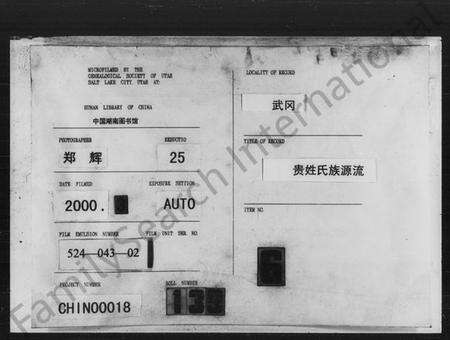 MICROFILMED BY THE
GENEALOGICAL SOCIETY OF UTAH
SALT LAKE CITY, UTAH AT:
HUNAN LIBRARY OF CHINA
中国湖南图书馆
PHOTOGRAPHER
REDUCTIO
郑 辉
25
DATE FILMED
EXPOSURE SETTION
2000.
AUTO
FILM EMULSION NUMBER
FILM UNIT SER. NO.
524—043—02
PROJECT NUMBER
ROLL NUMBER
CHIN00018
LOCALITY OF RECORD
武冈
TITLE OF RECORD
贵姓氏族源流
ITEM NO.
6
FamilySearch International